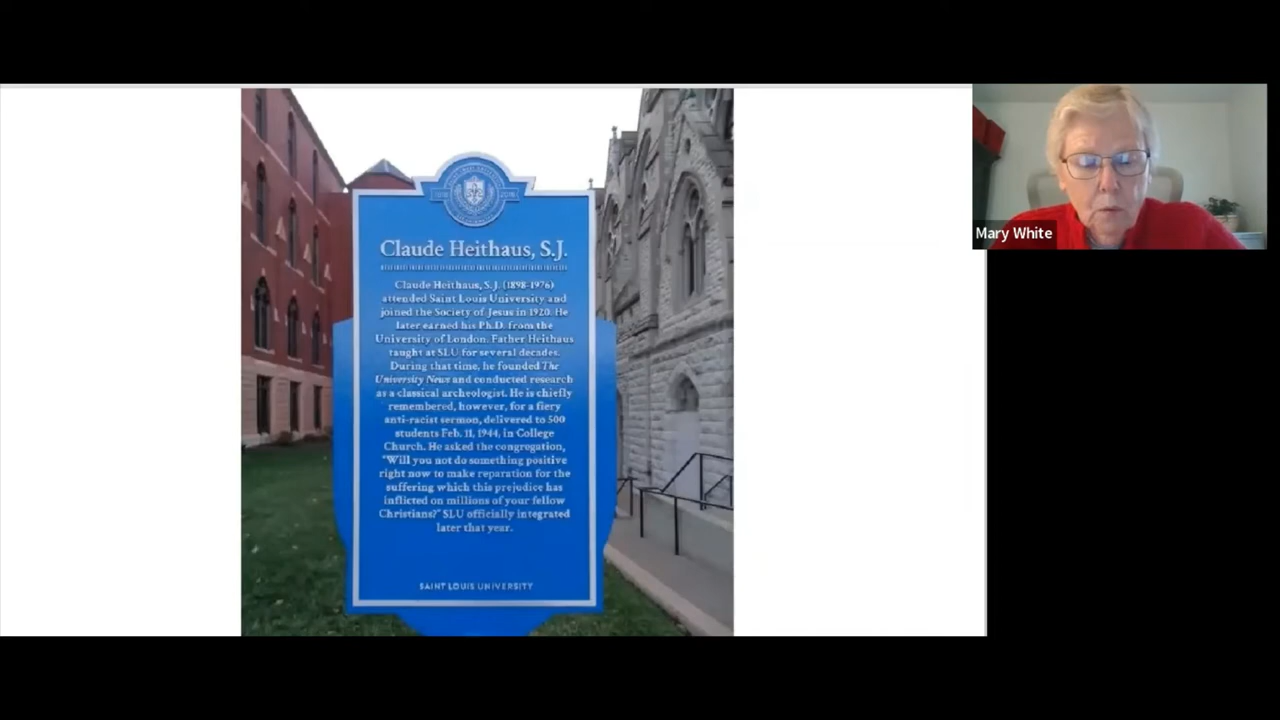 Claude Heithaus, S.J.
Claude Heithaus, S.J. (1898-1976)
attended Saint Louis University and
joined the Society of Jesus in 1920. He
later earned his Ph.D. from the
University of London. Father Heithaus
taught at SLU for several decades.
During that time, he founded The
University News and conducted research
as a classical archeologist. He is chiefly
remembered, however, for a fiery
anti-racist sermon, delivered to 500
students Feb. 11, 1944, in College
Church. He asked the congregation,
"Will you not do something positive
right now to make reparation for the
suffering which this prejudice has
inflicted on millions of your fellow
Christians?" SLU officially integrated
later that year.
SAINT LOUIS UNIVERSITY
Mary White